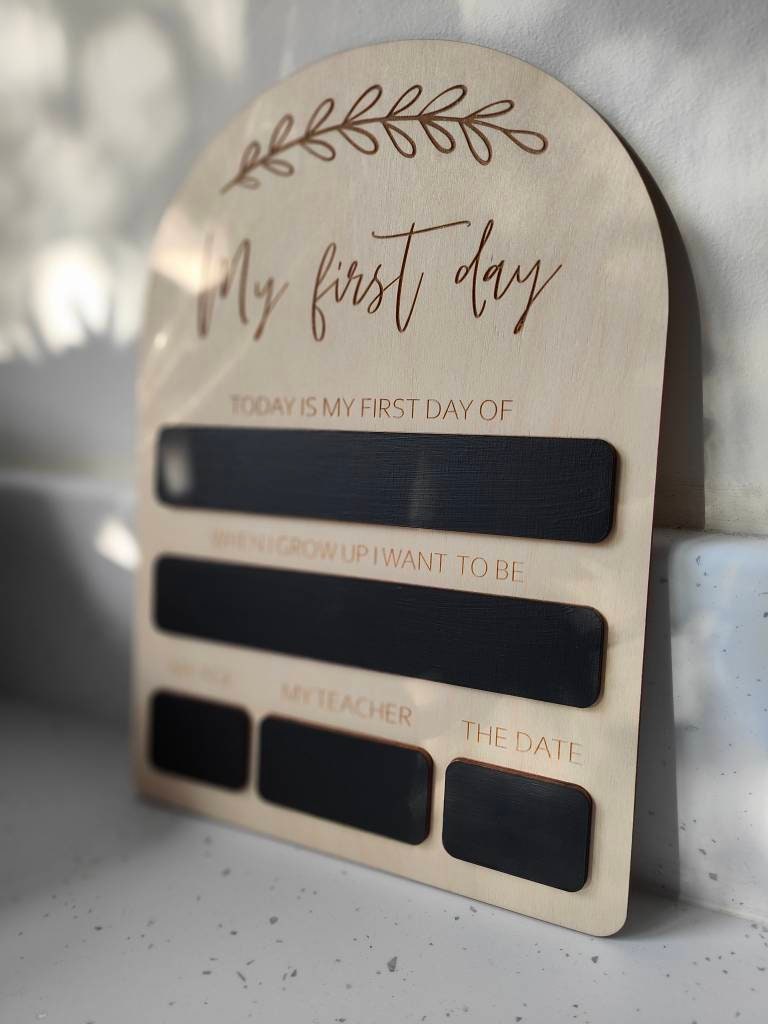 My first day
TODAY IS MY FIRST DAY OF
WHEN I GROW UP I WANT TO BE
MY TEACHER
THE DATE